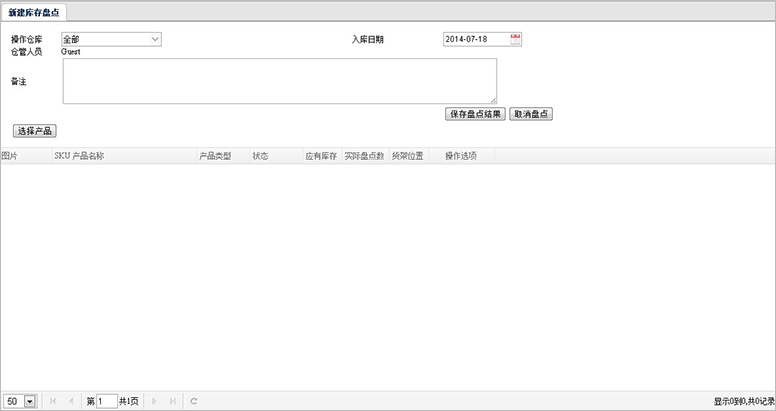 新建库存盘点
操作仓库 全部 入库日期 2014-07-18
仓管人员 Guest
备注
保存盘点结果 取消盘点
选择产品
图片 SKU 产品名称 产品类型 状态 应有库存 实际盘点数 货架位置 操作选项
50 第 1 共1页 显示0到0,共0记录